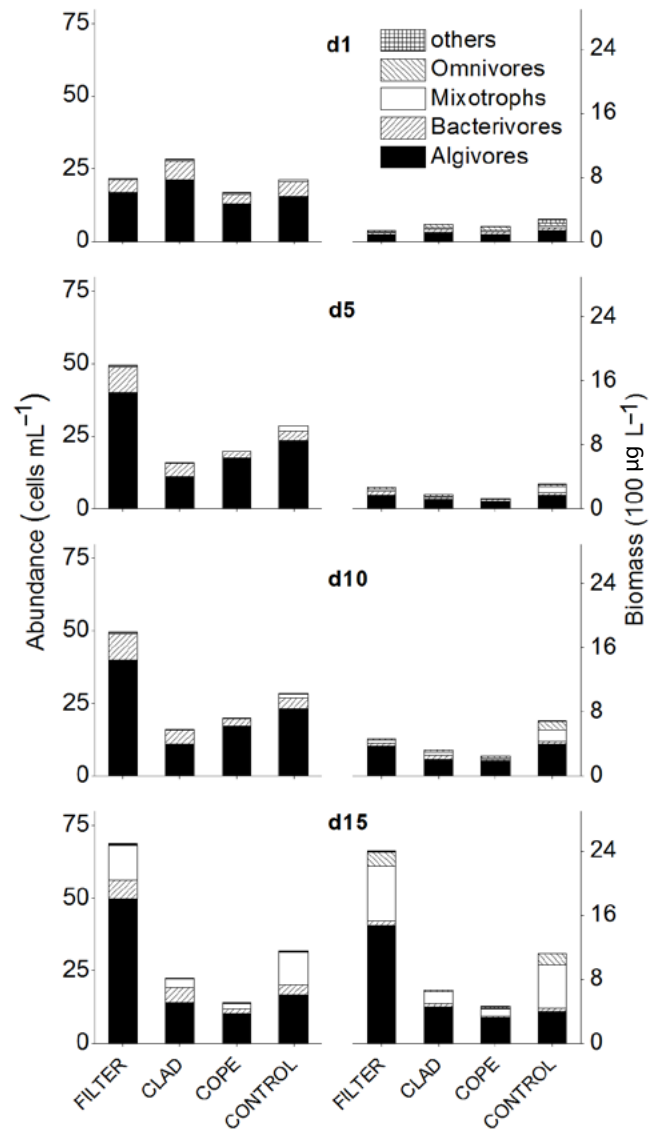 75
50
25
0
d1
others
Omnivores
Mixotrophs
Bacterivores
Algivores
24
16
8
0
75
50
25
0
d5
24
16
8
0
Abundance (cells mL⁻¹)
Biomass (100 µg L⁻¹)
75
50
25
0
d10
24
16
8
0
75
50
25
0
d15
24
16
8
0
FILTER
CLAD
COPE
CONTROL
FILTER
CLAD
COPE
CONTROL